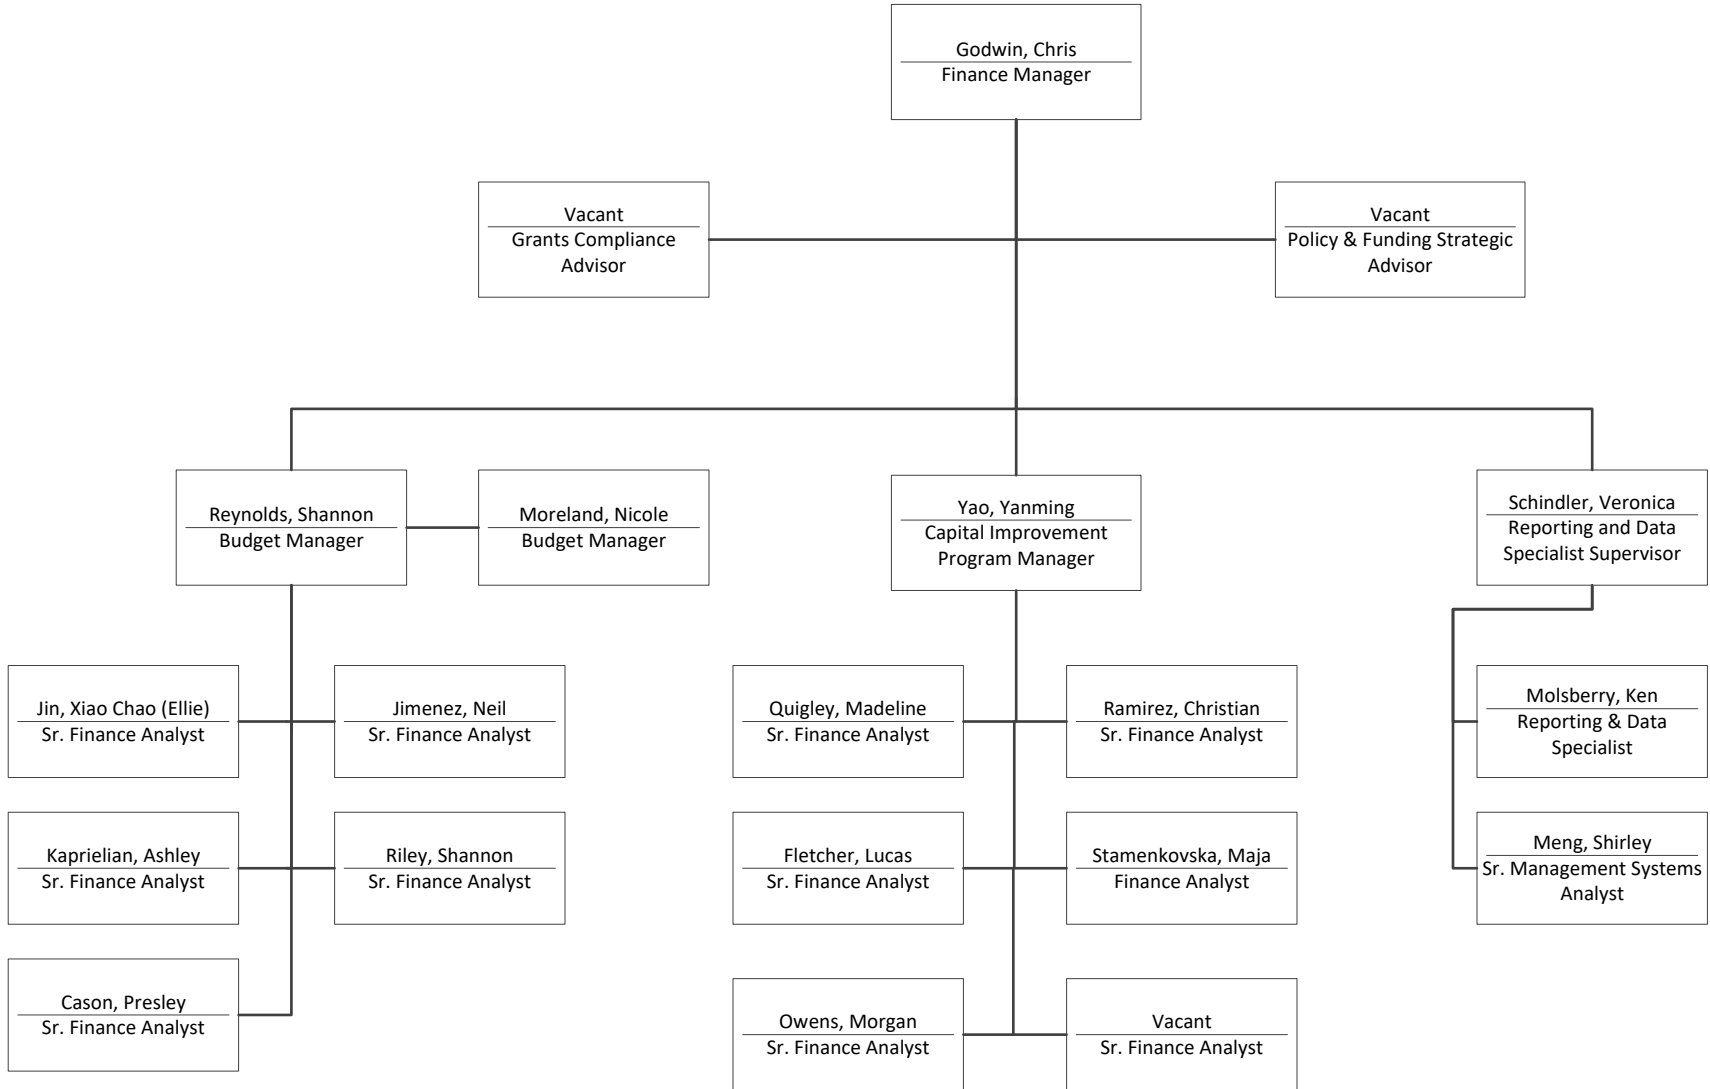 Godwin, Chris
Finance Manager
Vacant
Grants Compliance
Advisor
Vacant
Policy & Funding Strategic
Advisor
Reynolds, Shannon
Budget Manager
Moreland, Nicole
Budget Manager
Yao, Yanming
Capital Improvement
Program Manager
Schindler, Veronica
Reporting and Data
Specialist Supervisor
Jin, Xiao Chao (Ellie)
Sr. Finance Analyst
Jimenez, Neil
Sr. Finance Analyst
Quigley, Madeline
Sr. Finance Analyst
Ramirez, Christian
Sr. Finance Analyst
Molsberry, Ken
Reporting & Data
Specialist
Kaprielian, Ashley
Sr. Finance Analyst
Riley, Shannon
Sr. Finance Analyst
Fletcher, Lucas
Sr. Finance Analyst
Stamenkovska, Maja
Finance Analyst
Meng, Shirley
Sr. Management Systems
Analyst
Cason, Presley
Sr. Finance Analyst
Owens, Morgan
Sr. Finance Analyst
Vacant
Sr. Finance Analyst